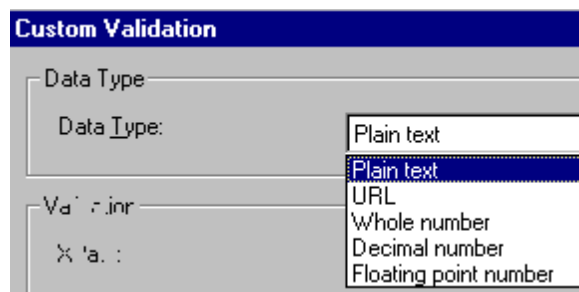 Custom Validation
Data Type
Data Type:
Plain text
Plain text
URL
Whole number
Decimal number
Floating point number